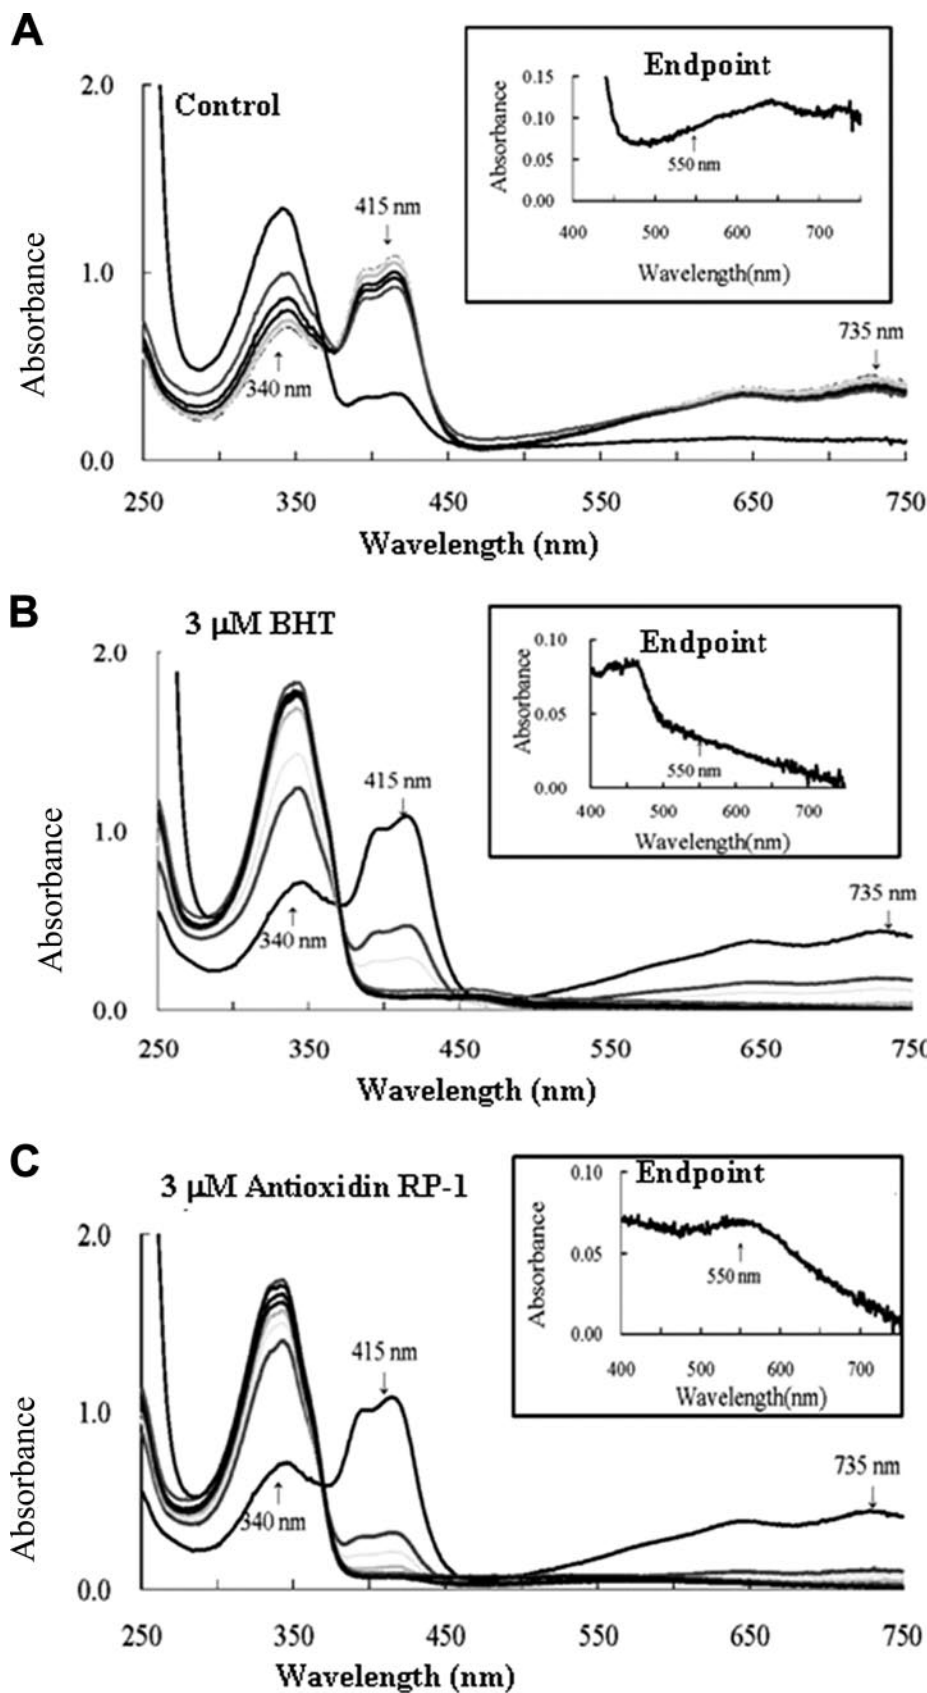 A
Control
2.0
1.0
0.0
Absorbance
415 nm
340 nm
735 nm
250 350 450 550 650 750
Wavelength (nm)
Endpoint
Absorbance
0.15
0.10
0.05
0.00
550 nm
400 500 600 700
Wavelength(nm)
B
3 µM BHT
2.0
1.0
0.0
Absorbance
415 nm
340 nm
735 nm
250 350 450 550 650 750
Wavelength (nm)
Endpoint
Absorbance
0.10
0.05
0.00
550 nm
400 500 600 700
Wavelength(nm)
C
3 µM Antioxidin RP-1
2.0
1.0
0.0
Absorbance
415 nm
340 nm
735 nm
250 350 450 550 650 750
Wavelength (nm)
Endpoint
Absorbance
0.10
0.05
0.00
550 nm
400 500 600 700
Wavelength(nm)